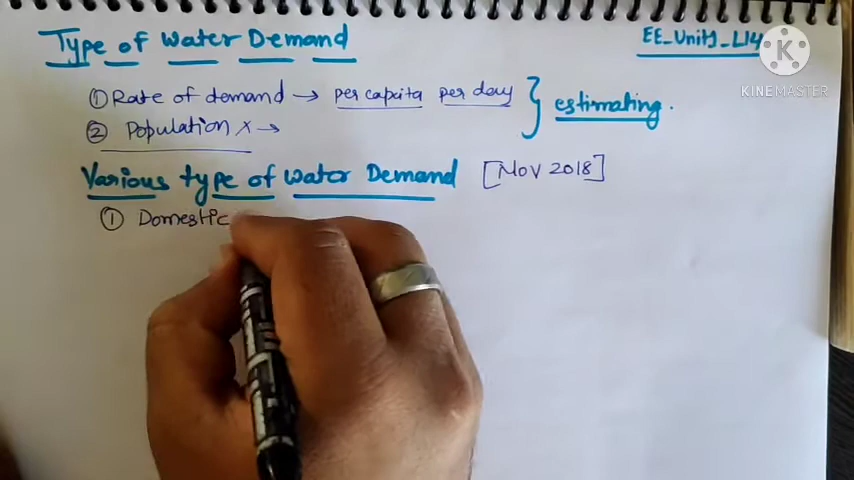 Type of Water Demand
EE_Unit1_L14
KINEMASTER
① Rate of demand → per capaita per day } estimating.
② Population x →
Various type of Water Demand [Nov 2018]
① Domestic